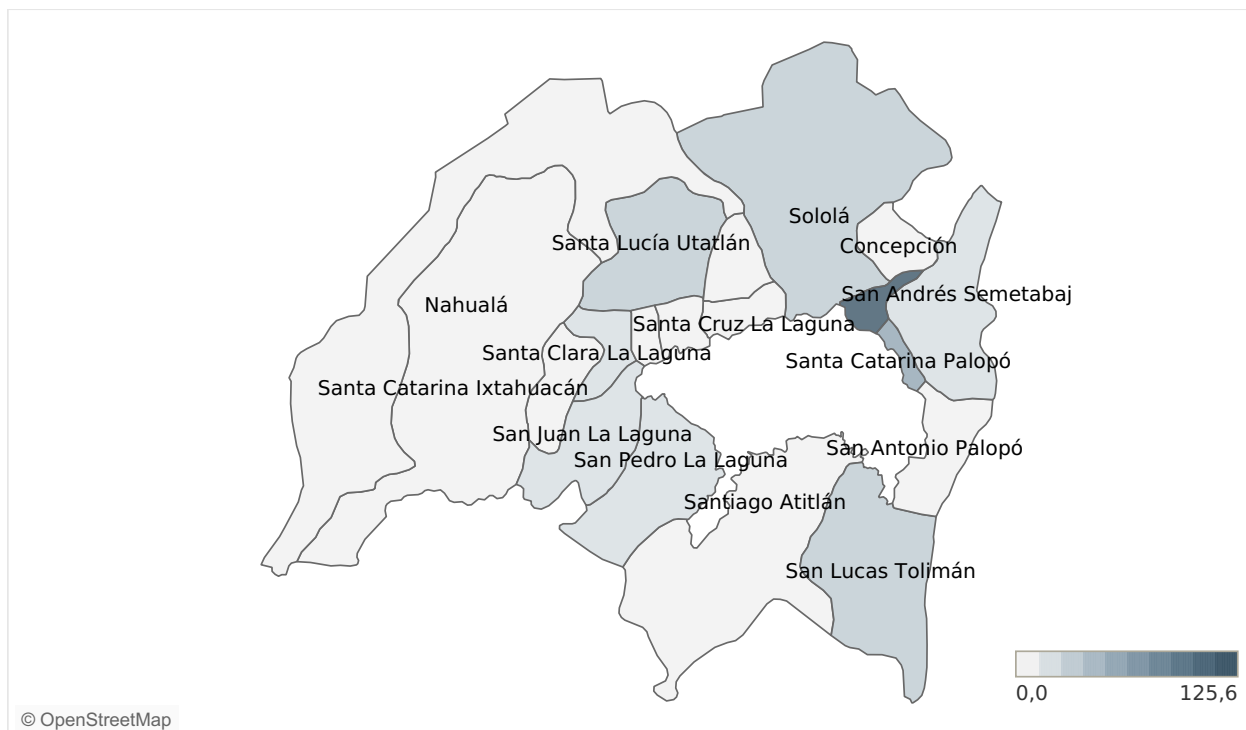 Sololá
Santa Lucía Utatlán
Concepción
San Andrés Semetabaj
Nahualá
Santa Cruz La Laguna
Santa Clara La Laguna
Santa Catarina Palopó
Santa Catarina Ixtahuacán
San Juan La Laguna
San Antonio Palopó
San Pedro La Laguna
Santiago Atitlán
San Lucas Tolimán
0,0 125,6
© OpenStreetMap